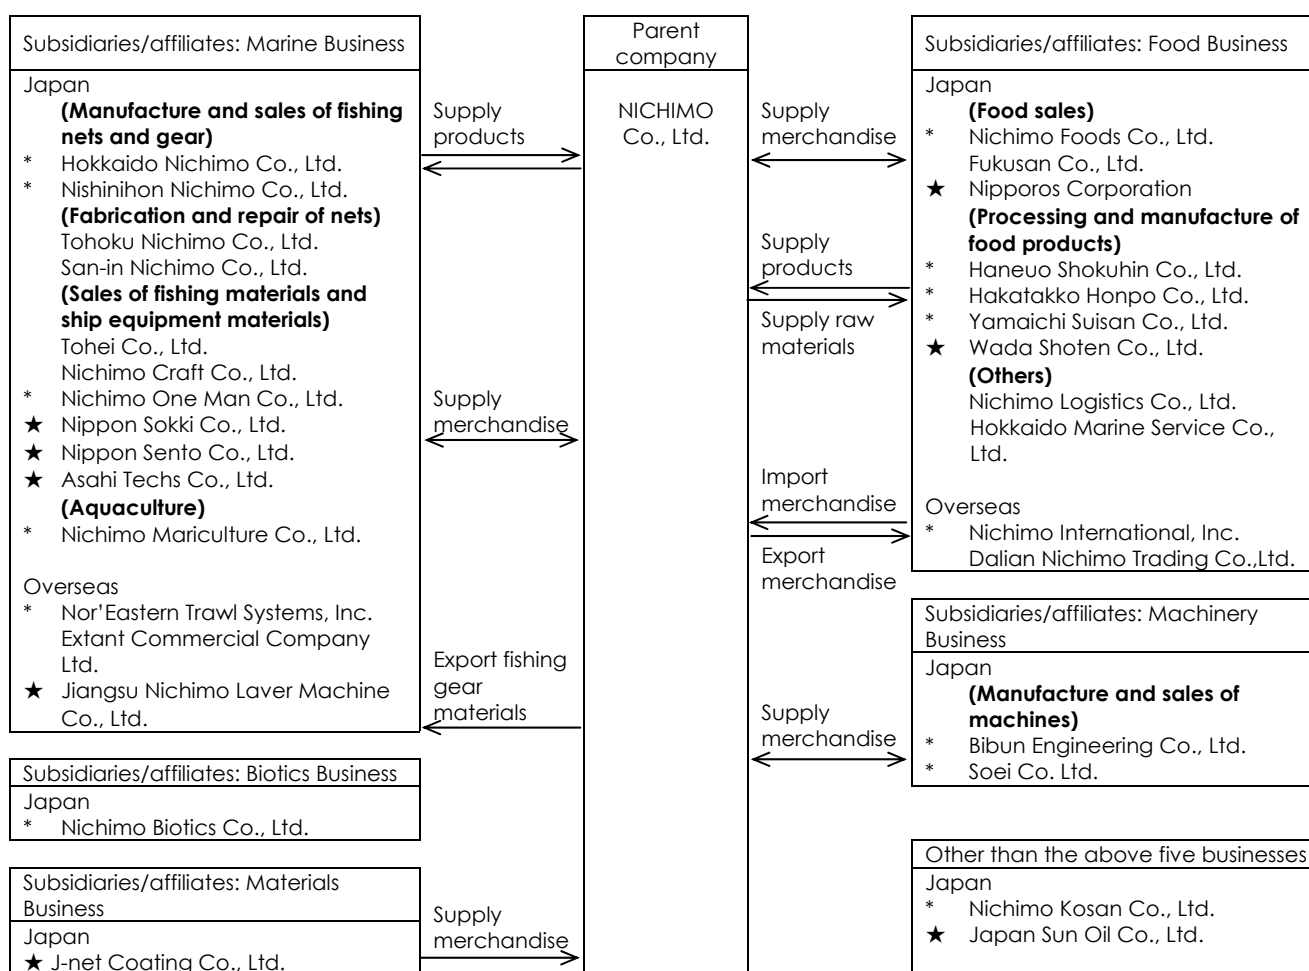 Subsidiaries/affiliates: Marine Business
Japan
(Manufacture and sales of fishing
nets and gear)
* Hokkaido Nichimo Co., Ltd.
* Nishinihon Nichimo Co., Ltd.
(Fabrication and repair of nets)
Tohoku Nichimo Co., Ltd.
San-in Nichimo Co., Ltd.
(Sales of fishing materials and
ship equipment materials)
Tohei Co., Ltd.
Nichimo Craft Co., Ltd.
* Nichimo One Man Co., Ltd.
★ Nippon Sokki Co., Ltd.
★ Nippon Sento Co., Ltd.
★ Asahi Techs Co., Ltd.
(Aquaculture)
* Nichimo Mariculture Co., Ltd.
Overseas
* Nor’Eastern Trawl Systems, Inc.
Extant Commercial Company
Ltd.
★ Jiangsu Nichimo Laver Machine
Co., Ltd.
Subsidiaries/affiliates: Biotics Business
Japan
* Nichimo Biotics Co., Ltd.
Subsidiaries/affiliates: Materials
Business
Japan
★ J-net Coating Co., Ltd.
Supply
products
Supply
merchandise
Export fishing
gear
materials
Supply
merchandise
Parent
company
NICHIMO
Co., Ltd.
Supply
merchandise
Supply
products
Supply raw
materials
Import
merchandise
Export
merchandise
Supply
merchandise
Subsidiaries/affiliates: Food Business
Japan
(Food sales)
* Nichimo Foods Co., Ltd.
Fukusan Co., Ltd.
★ Nipporos Corporation
(Processing and manufacture of
food products)
* Haneuo Shokuhin Co., Ltd.
* Hakatakko Honpo Co., Ltd.
* Yamaichi Suisan Co., Ltd.
★ Wada Shoten Co., Ltd.
(Others)
Nichimo Logistics Co., Ltd.
Hokkaido Marine Service Co.,
Ltd.
Overseas
* Nichimo International, Inc.
Dalian Nichimo Trading Co.,Ltd.
Subsidiaries/affiliates: Machinery
Business
Japan
(Manufacture and sales of
machines)
* Bibun Engineering Co., Ltd.
* Soei Co. Ltd.
Other than the above five businesses
Japan
* Nichimo Kosan Co., Ltd.
★ Japan Sun Oil Co., Ltd.